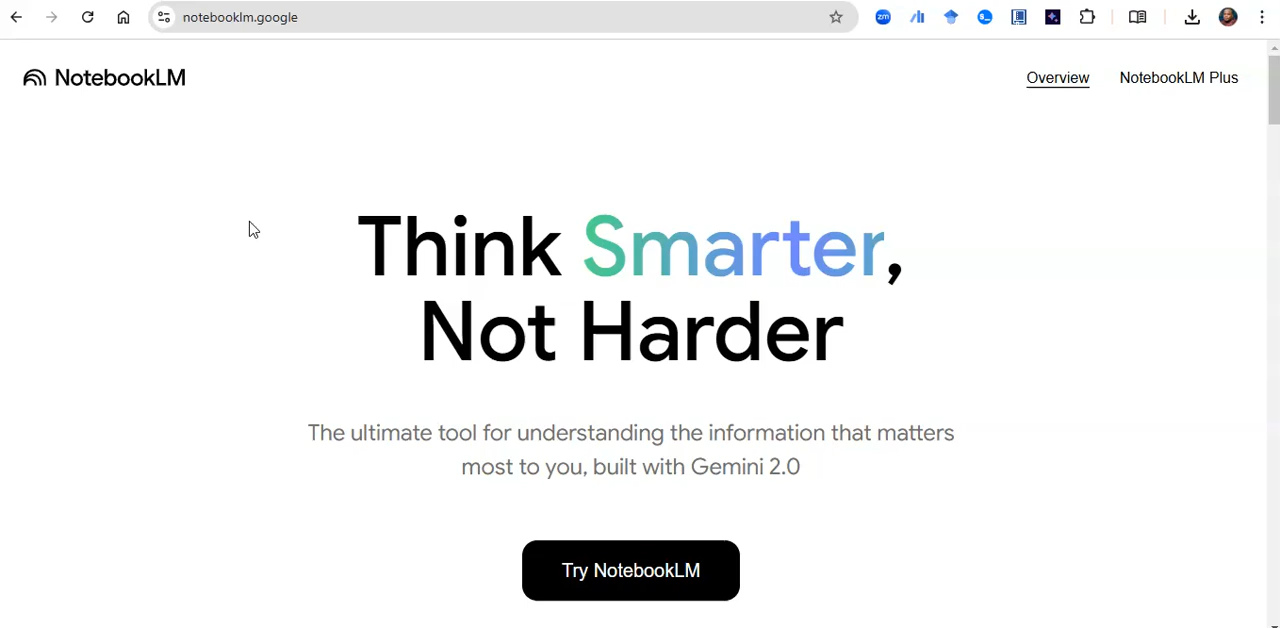 notebooklm.google
zm
NotebookLM
Overview
NotebookLM Plus
Think Smarter,
Not Harder
The ultimate tool for understanding the information that matters
most to you, built with Gemini 2.0
Try NotebookLM